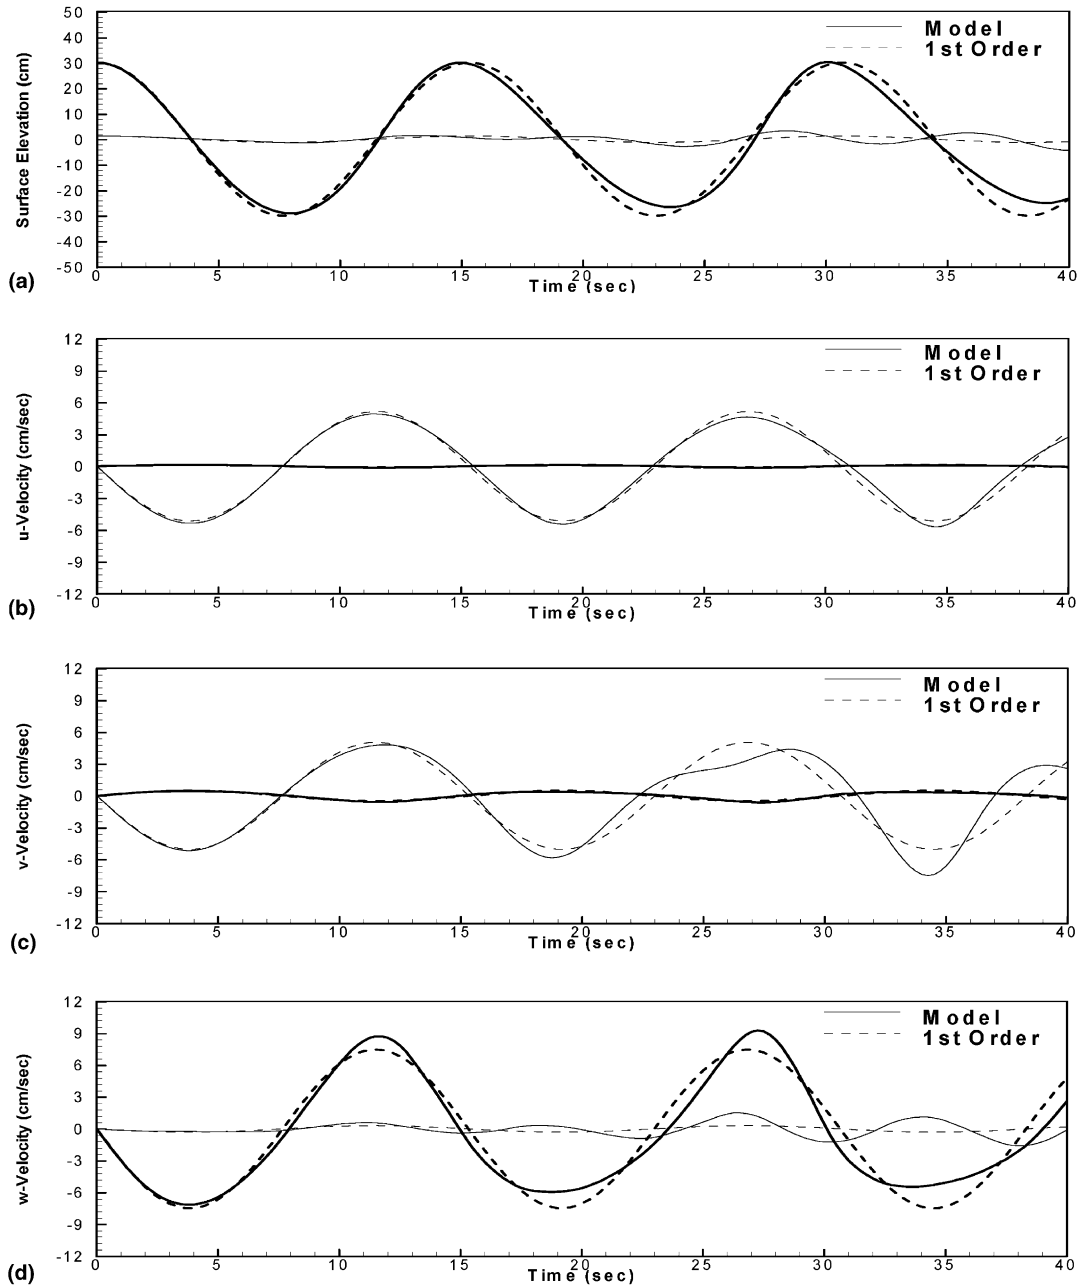 50
40
30
20
10
0
-10
-20
-30
-40
-50
Surface Elevation (cm)
Model
1st Order
0 5 10 15 20 25 30 35 40
Time (sec)
(a)
12
9
6
3
0
-3
-6
-9
-12
u-Velocity (cm/sec)
Model
1st Order
0 5 10 15 20 25 30 35 40
Time (sec)
(b)
12
9
6
3
0
-3
-6
-9
-12
v-Velocity (cm/sec)
Model
1st Order
0 5 10 15 20 25 30 35 40
Time (sec)
(c)
12
9
6
3
0
-3
-6
-9
-12
w-Velocity (cm/sec)
Model
1st Order
0 5 10 15 20 25 30 35 40
Time (sec)
(d)